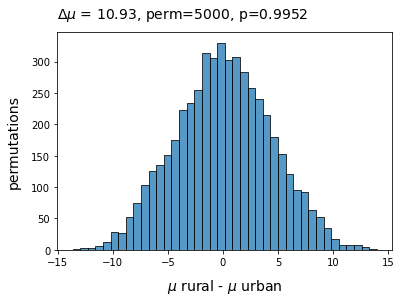 Δμ = 10.93, perm=5000, p=0.9952
permutations
300
250
200
150
100
50
0
−15 −10 −5 0 5 10 15
μ rural - μ urban